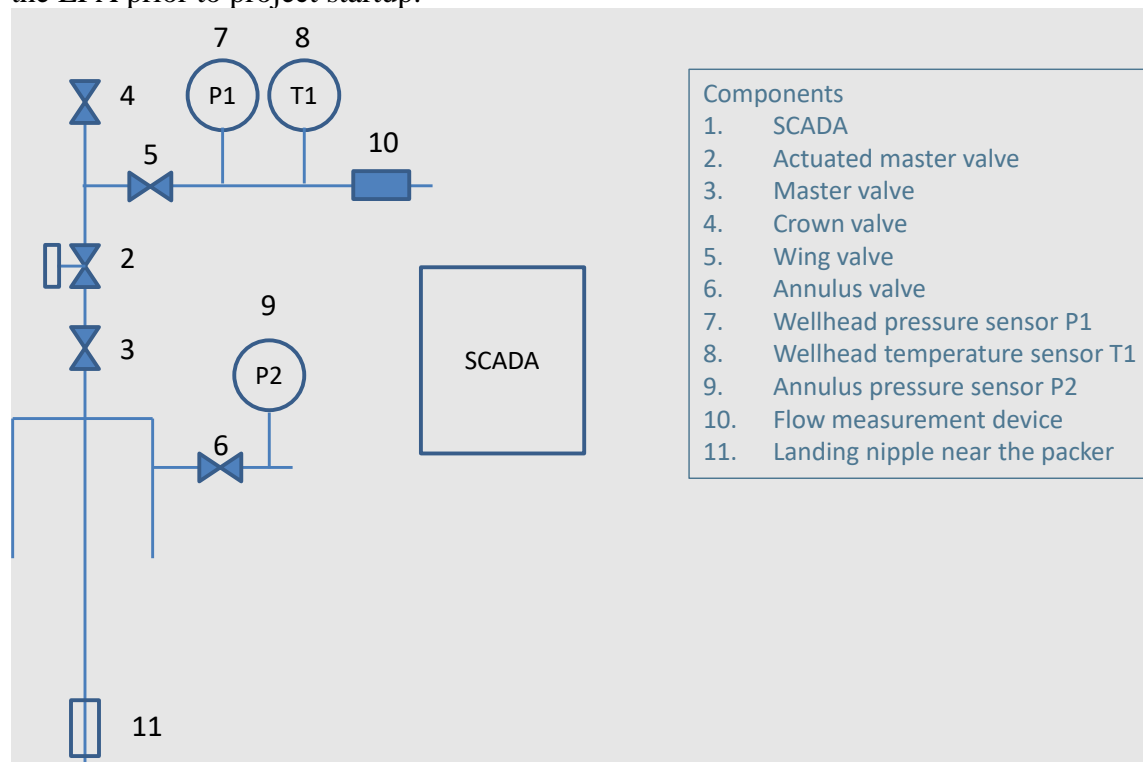 the EPA prior to project startup.
7
8
4
P1
T1
10
5
2
9
3
P2
SCADA
6
11
Components
1. SCADA
2. Actuated master valve
3. Master valve
4. Crown valve
5. Wing valve
6. Annulus valve
7. Wellhead pressure sensor P1
8. Wellhead temperature sensor T1
9. Annulus pressure sensor P2
10. Flow measurement device
11. Landing nipple near the packer